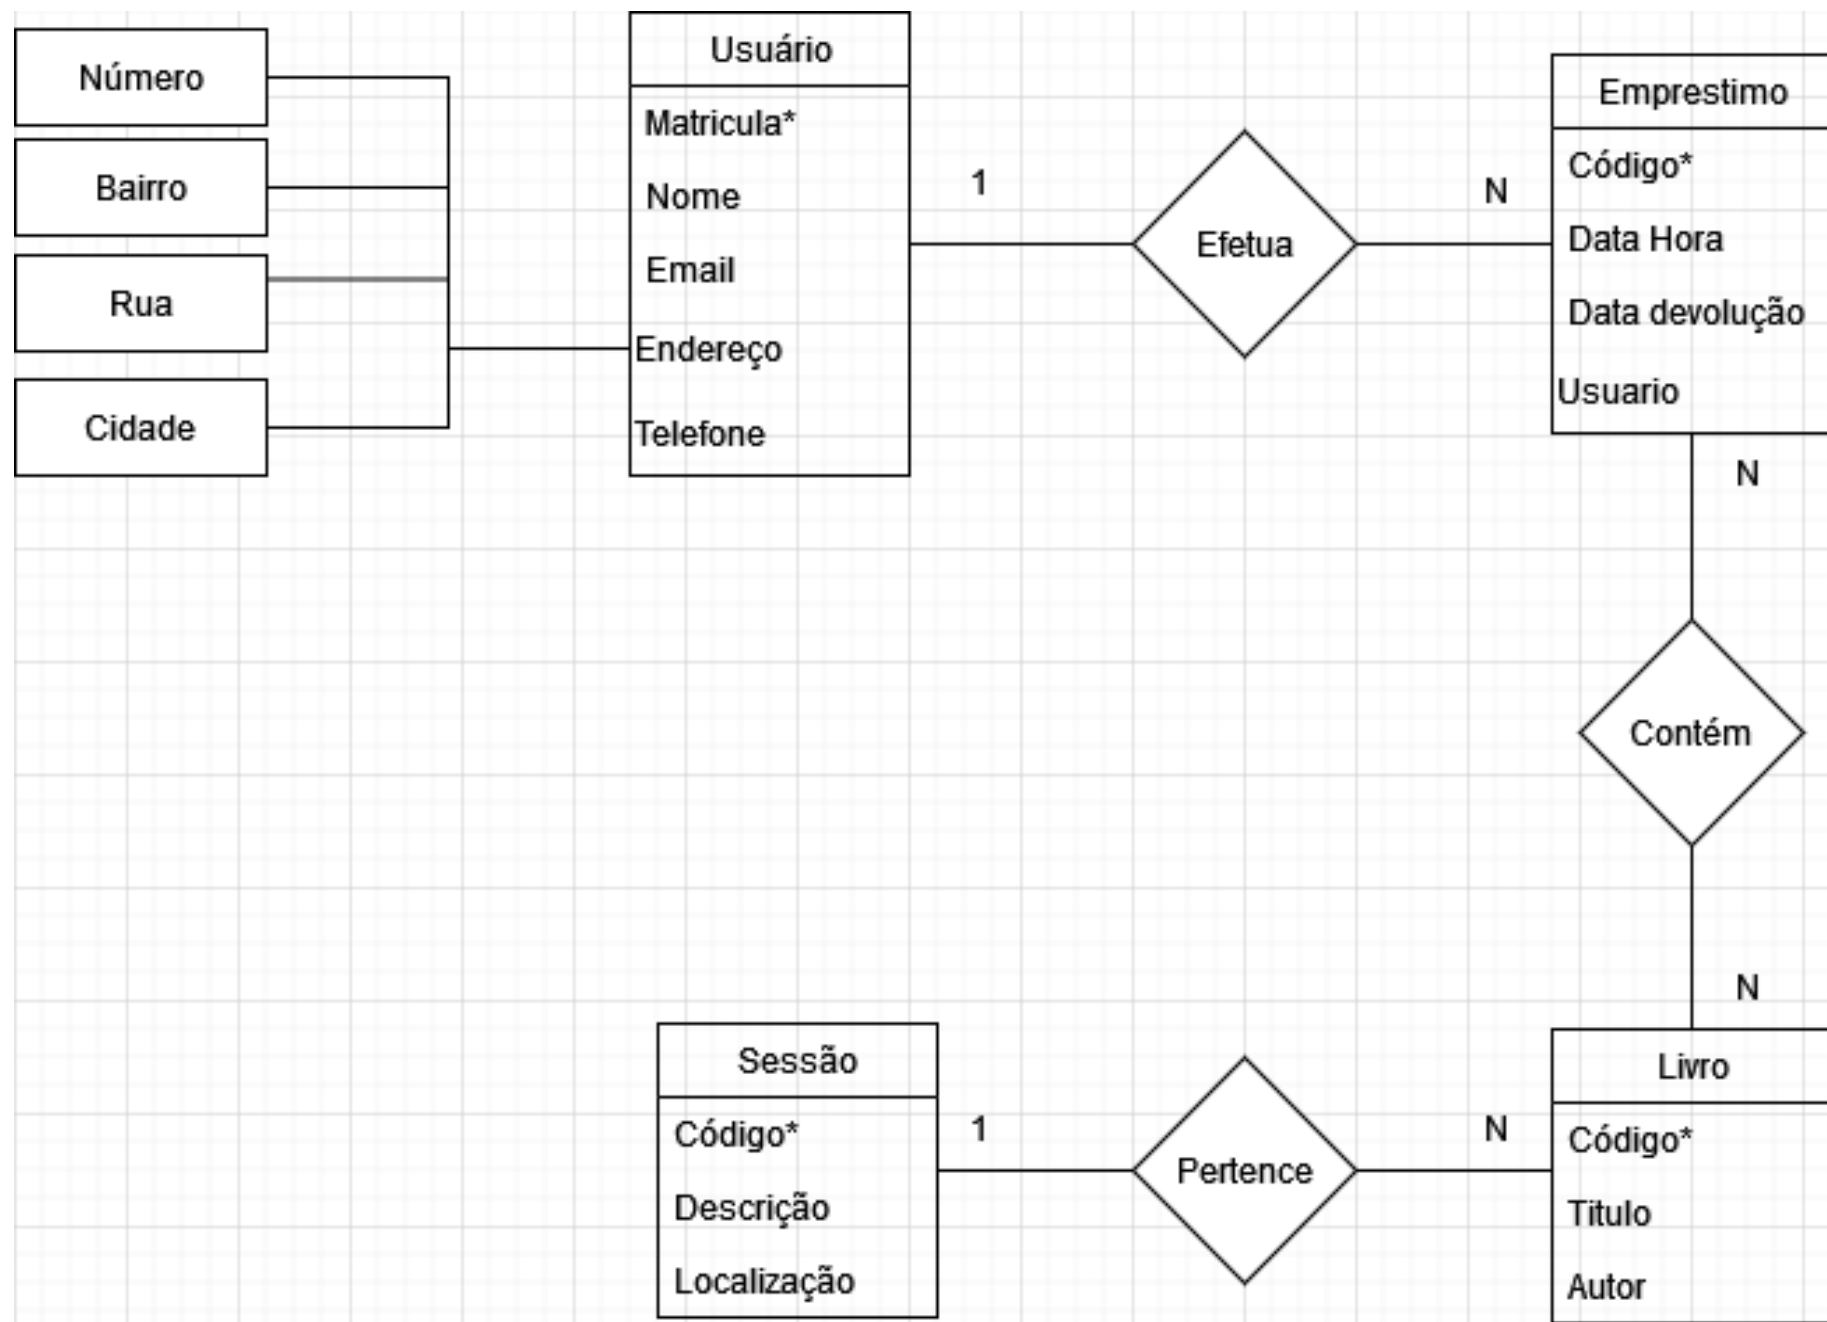 Número
Bairro
Rua
Cidade
Usuário
Matricula*
Nome
Email
Endereço
Telefone
1
Efetua
N
Emprestimo
Código*
Data Hora
Data devolução
Usuario
N
Contém
N
Sessão
Código*
Descrição
Localização
1
Pertence
N
Livro
Código*
Titulo
Autor